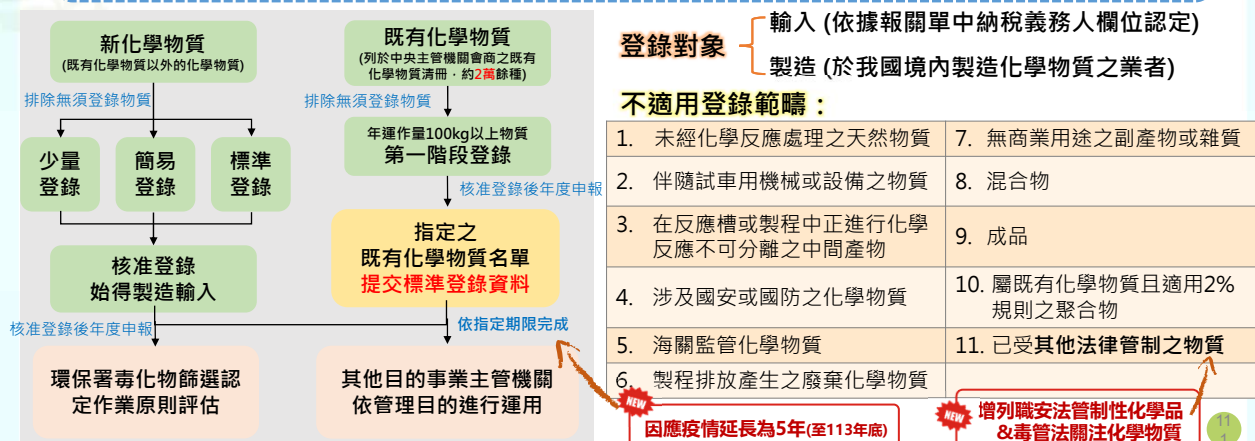 新化學物質
(既有化學物質以外的化學物質)
排除無須登錄物質
少量
登錄
簡易
登錄
標準
登錄
核准登錄
始得製造輸入
核准登錄後年度申報
環保署毒化物篩選認
定作業原則評估
既有化學物質
(列於中央主管機關會商之既有
化學物質清冊，約2萬餘種)
排除無須登錄物質
年運作量100kg以上物質
第一階段登錄
核准登錄後年度申報
指定之
既有化學物質名單
提交標準登錄資料
依指定期限完成
其他目的事業主管機關
依管理目的進行運用
登錄對象
輸入 (依據報關單中納稅義務人欄位認定)
製造 (於我國境內製造化學物質之業者)
不適用登錄範疇：
1. 未經化學反應處理之天然物質
2. 伴隨試車用機械或設備之物質
3. 在反應槽或製程中正進行化學
反應不可分離之中間產物
4. 涉及國安或國防之化學物質
5. 海關監管化學物質
6. 製程排放產生之廢棄化學物質
7. 無商業用途之副產物或雜質
8. 混合物
9. 成品
10. 屬既有化學物質且適用2%
規則之聚合物
11. 已受其他法律管制之物質
NEW
因應疫情延長為5年(至113年底)
NEW
增列職安法管制性化學品
&毒管法關注化學物質
11
1